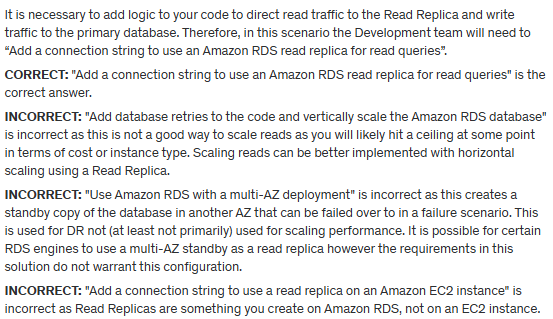 It is necessary to add logic to your code to direct read traffic to the Read Replica and write
traffic to the primary database. Therefore, in this scenario the Development team will need to
“Add a connection string to use an Amazon RDS read replica for read queries”.
CORRECT: "Add a connection string to use an Amazon RDS read replica for read queries" is the
correct answer.
INCORRECT: "Add database retries to the code and vertically scale the Amazon RDS database"
is incorrect as this is not a good way to scale reads as you will likely hit a ceiling at some point
in terms of cost or instance type. Scaling reads can be better implemented with horizontal
scaling using a Read Replica.
INCORRECT: "Use Amazon RDS with a multi-AZ deployment" is incorrect as this creates a
standby copy of the database in another AZ that can be failed over to in a failure scenario. This
is used for DR not (at least not primarily) used for scaling performance. It is possible for certain
RDS engines to use a multi-AZ standby as a read replica however the requirements in this
solution do not warrant this configuration.
INCORRECT: "Add a connection string to use a read replica on an Amazon EC2 instance" is
incorrect as Read Replicas are something you create on Amazon RDS, not on an EC2 instance.